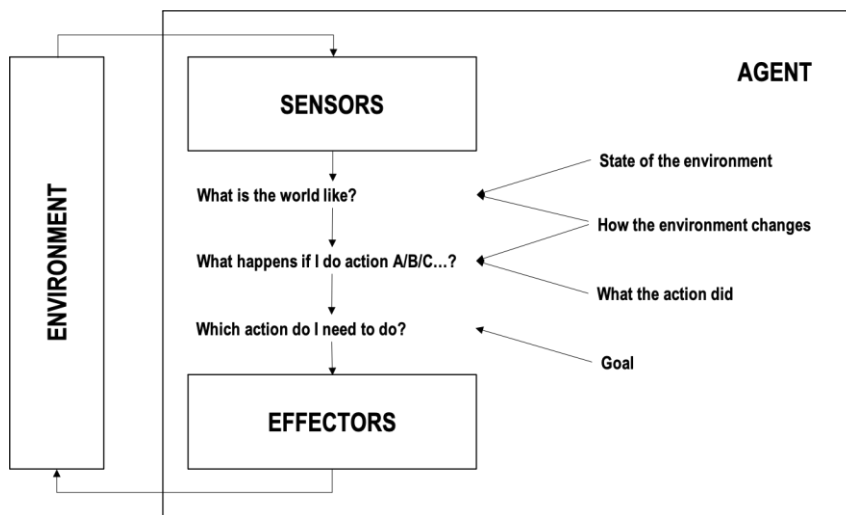 AGENT
SENSORS
ENVIRONMENT
State of the environment
What is the world like?
How the environment changes
What happens if I do action A/B/C...?
What the action did
Which action do I need to do?
Goal
EFFECTORS